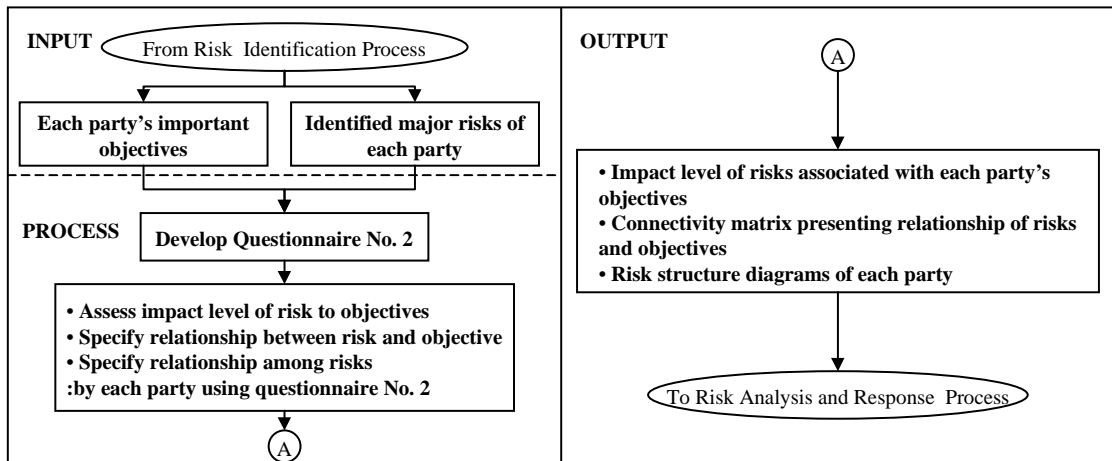 INPUT
From Risk Identification Process
Each party’s important
objectives
Identified major risks of
each party
PROCESS
Develop Questionnaire No. 2
• Assess impact level of risk to objectives
• Specify relationship between risk and objective
• Specify relationship among risks
:by each party using questionnaire No. 2
A
OUTPUT
A
• Impact level of risks associated with each party’s
objectives
• Connectivity matrix presenting relationship of risks
and objectives
• Risk structure diagrams of each party
To Risk Analysis and Response Process